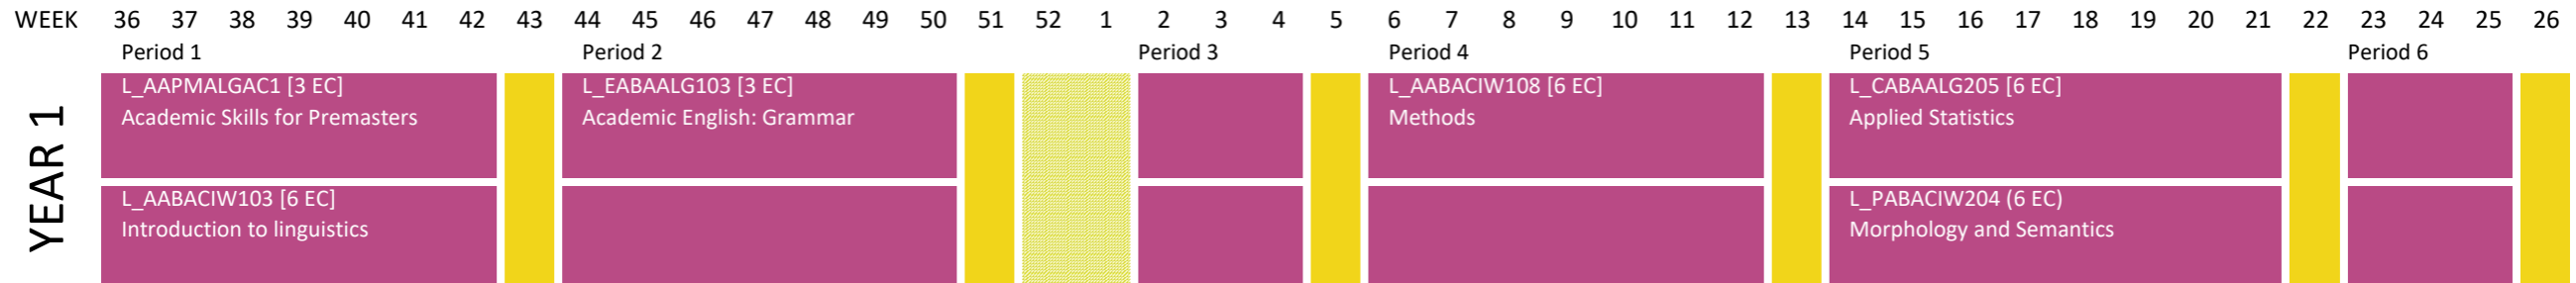 WEEK 36 37 38 39 40 41 42 43 44 45 46 47 48 49 50 51 52 1 2 3 4 5 6 7 8 9 10 11 12 13 14 15 16 17 18 19 20 21 22 23 24 25 26
Period 1 Period 2 Period 3 Period 4 Period 5 Period 6
YEAR 1
L_AAPMALGAC1 [3 EC] L_EABAALG103 [3 EC] L_AABACIW108 [6 EC] L_CABAALG205 [6 EC]
Academic Skills for Premasters Academic English: Grammar Methods Applied Statistics
L_AABACIW103 [6 EC] L_PABACIW204 (6 EC)
Introduction to linguistics Morphology and Semantics